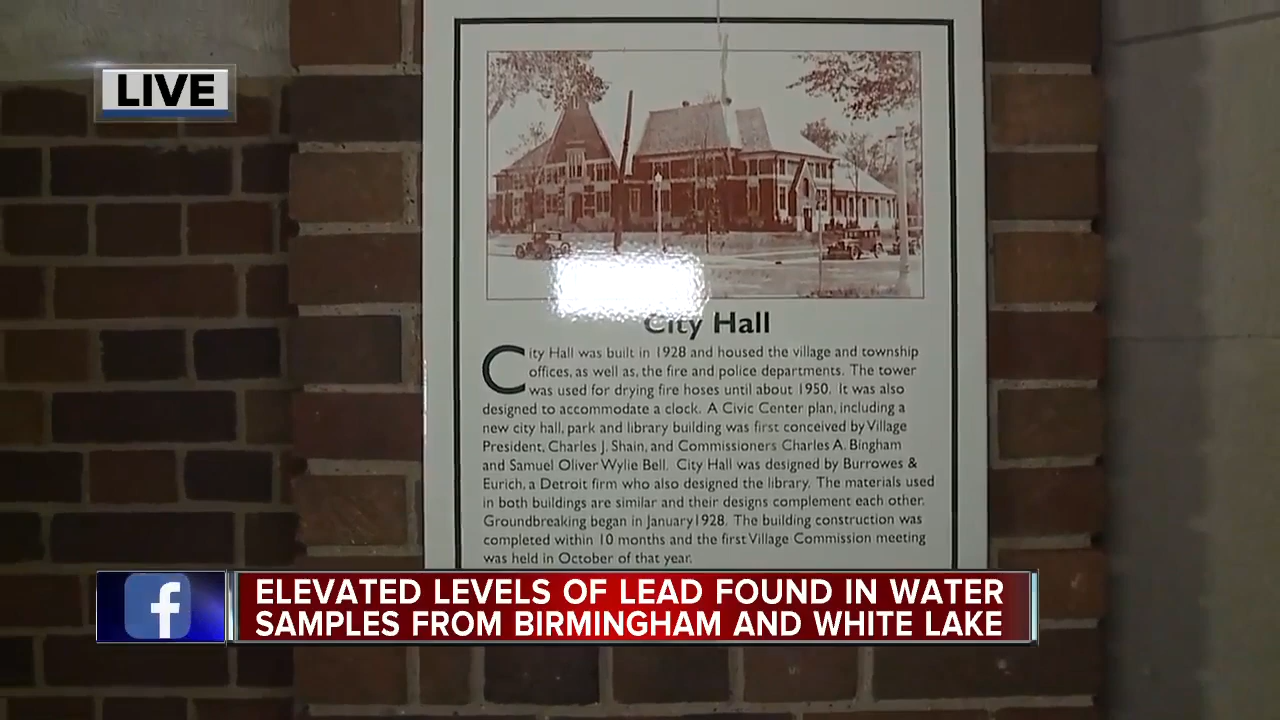 LIVE
City Hall
City Hall was built in 1928 and housed the village and township
offices, as well as, the fire and police departments. The tower
was used for drying fire hoses until about 1950. It was also
designed to accommodate a clock. A Civic Center plan, including a
new city hall, park and library building was first conceived by Village
President, Charles J. Shain, and Commissioners Charles A. Bingham
and Samuel Oliver Wylie Bell. City Hall was designed by Burrowes &
Eurich, a Detroit firm who also designed the library. The materials used
in both buildings are similar and their designs complement each other.
Groundbreaking began in January1928. The building construction was
completed within 10 months and the first Village Commission meeting
was held in October of that year.
f ELEVATED LEVELS OF LEAD FOUND IN WATER
SAMPLES FROM BIRMINGHAM AND WHITE LAKE